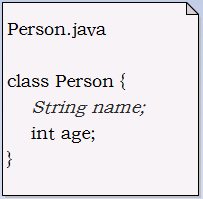 Person.java
class Person {
String name;
int age;
}